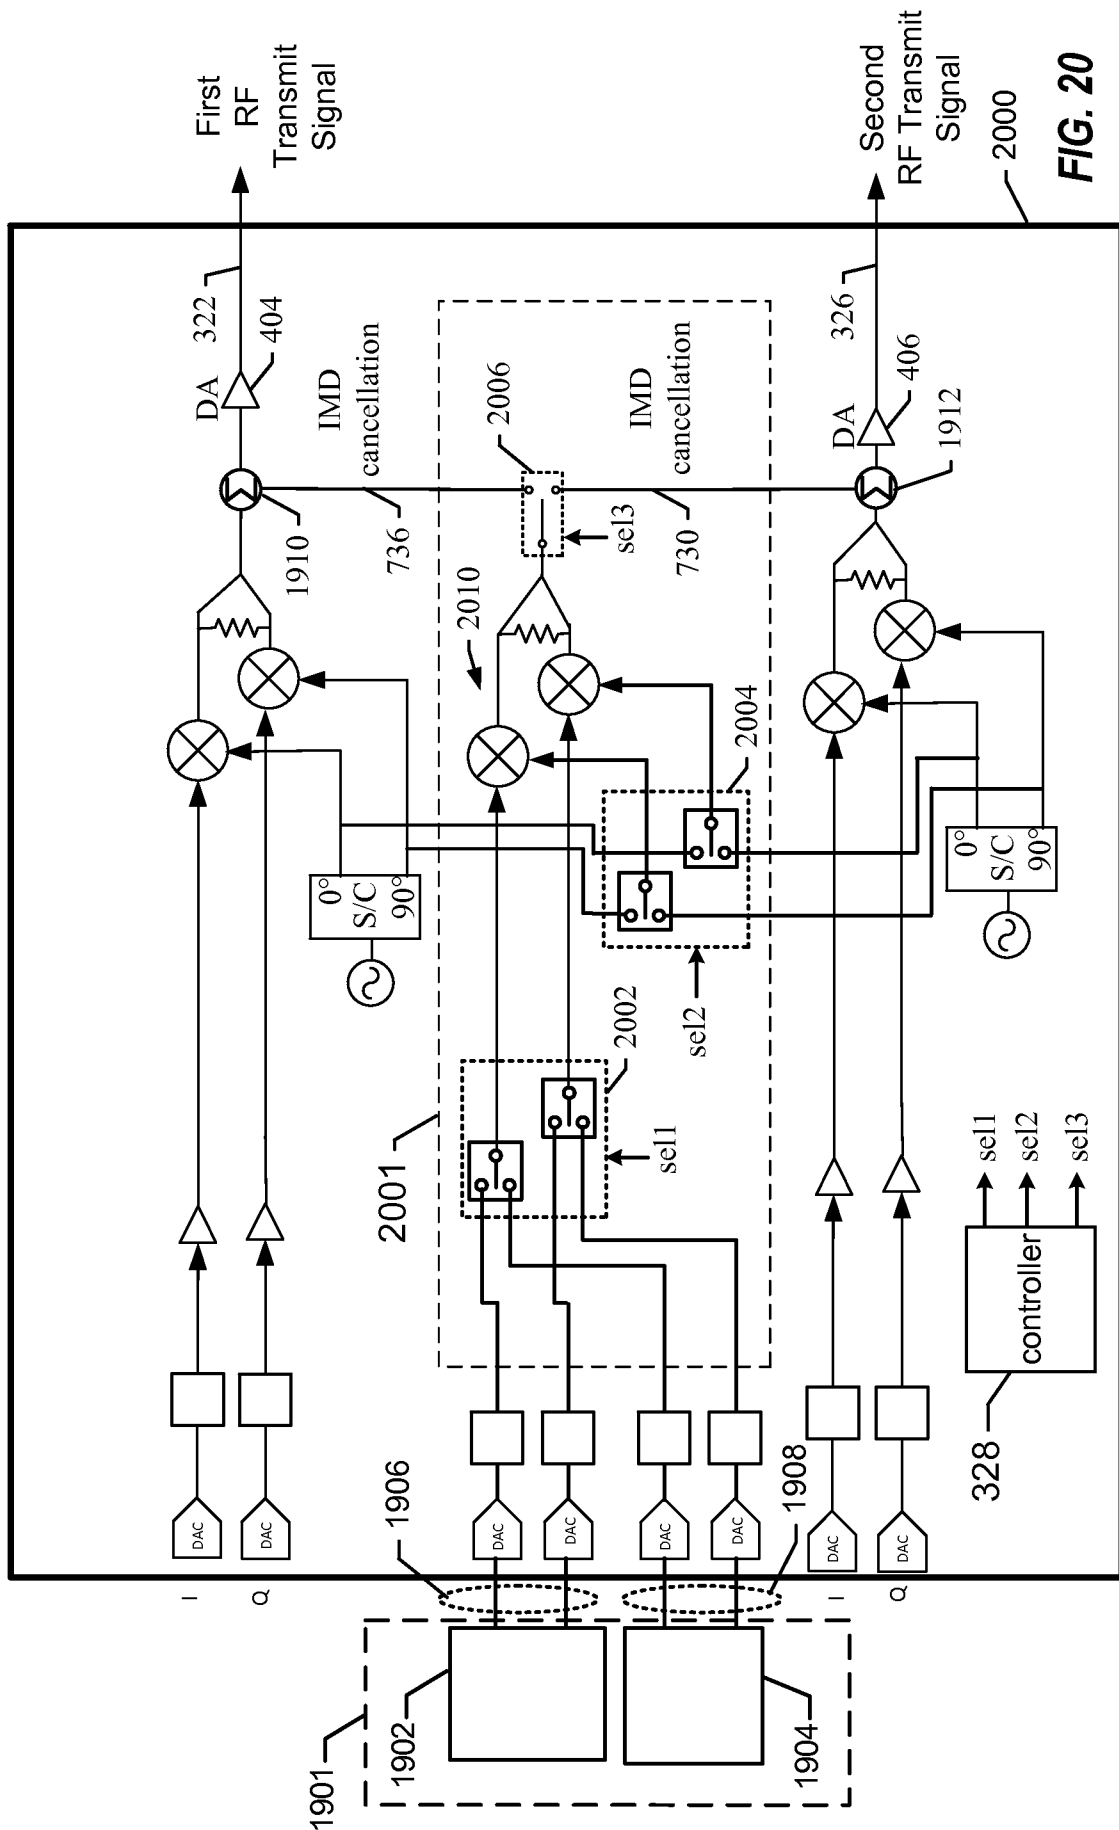 First
RF
Transmit
Signal
322
DA
404
IMD
cancellation
736
1910
0°
S/C
90°
DAC
DAC
I
Q
2006
sel3
IMD
cancellation
730
2010
2004
sel2
2002
sel1
2001
1906
DAC
DAC
DAC
DAC
1908
1901
1902
1904
Second
RF Transmit
Signal
2000
326
DA
406
1912
0°
S/C
90°
DAC
DAC
I
Q
controller
sel1
sel2
sel3
328
FIG. 20